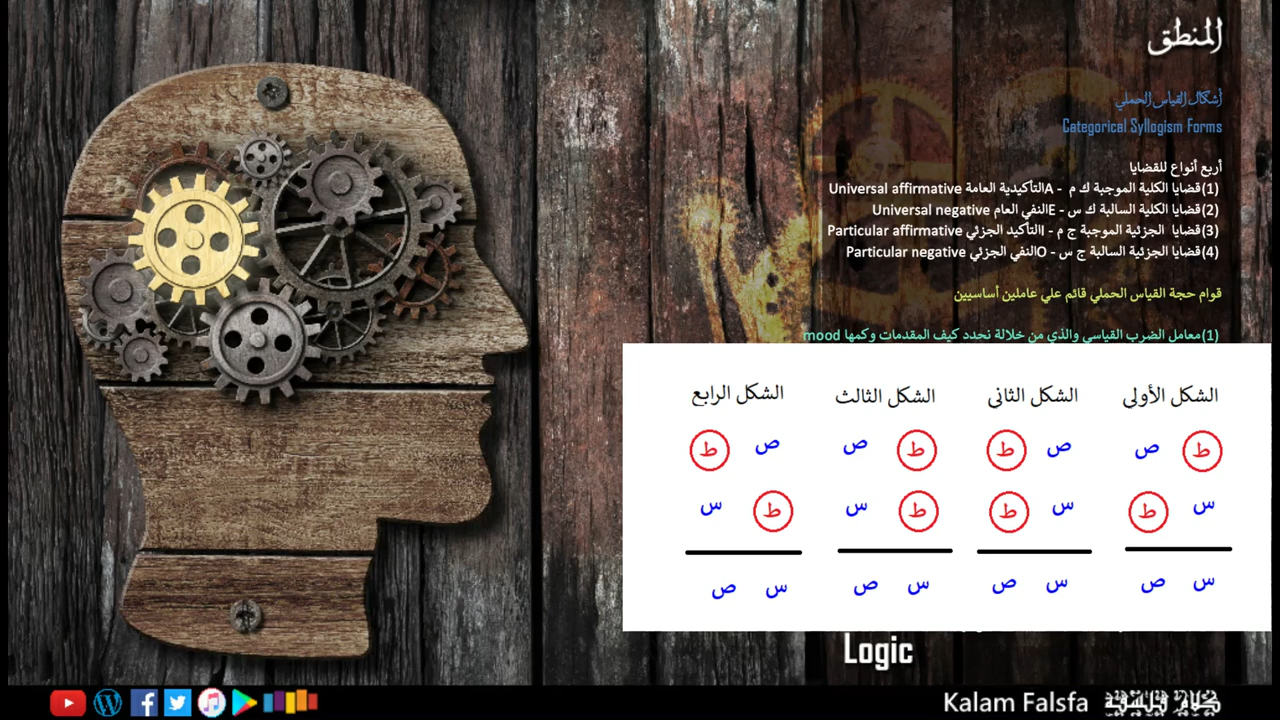 المنطق
أشكال القياس الحملي
Categorical Syllogism Forms
أربع أنواع للقضايا
(1)قضايا الكلية الموجبة ك م - Aالتأكيدية العامة Universal affirmative
(2)قضايا الكلية السالبة ك س - Eالنفي العام Universal negative
(3)قضايا الجزئية الموجبة ج م - Iالتأكيد الجزئي Particular affirmative
(4)قضايا الجزئية السالبة ج س - Oالنفي الجزئي Particular negative
قوام حجة القياس الحملي قائم علي عاملين أساسيين
(1)معامل الضرب القياسي والذي من خلالة نحدد كيف المقدمات وكمها mood
الشكل الأولى الشكل الثانى الشكل الثالث الشكل الرابع
ط ص ص ط ط ص ص ط
س ط س ط ط س ط س
س ص س ص س ص س ص
Logic
Kalam Falsfa كلام فلسفة